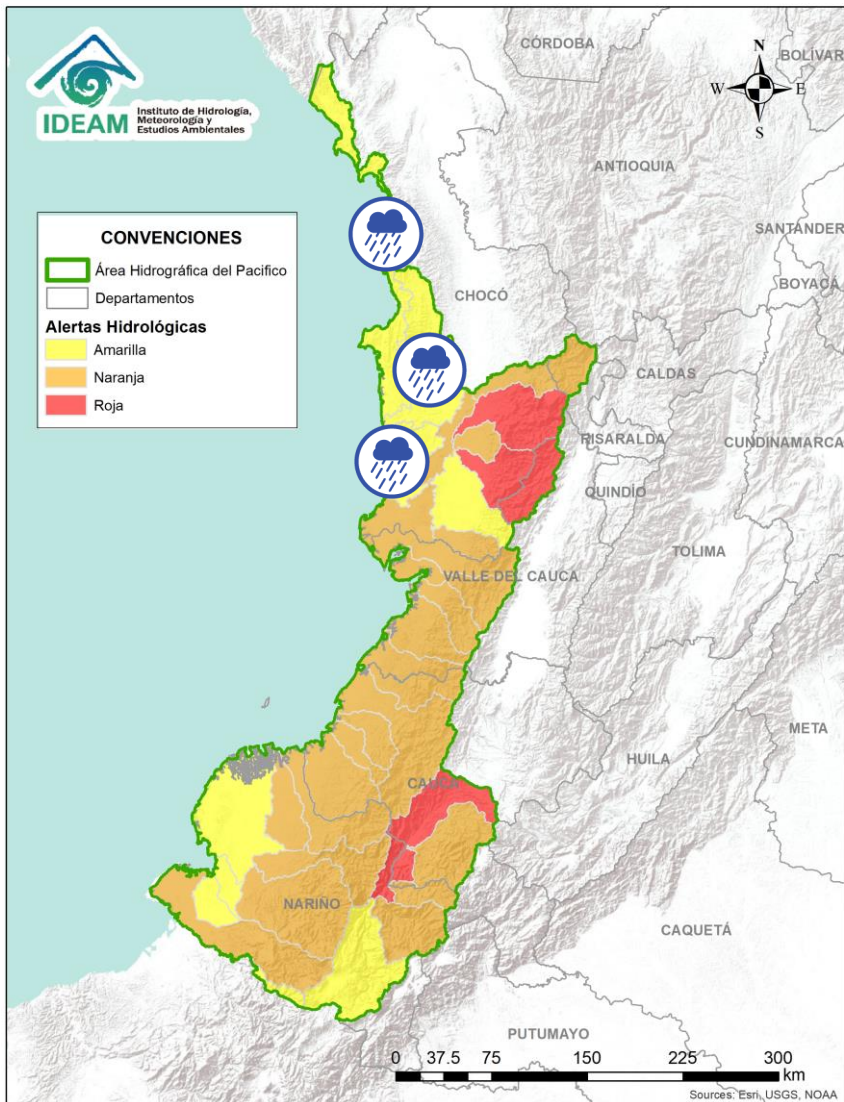 IDEAM
Instituto de Hidrología,
Meteorología y
Estudios Ambientales
CÓRDOBA
BOLÍVAR
N
W
E
S
ANTIOQUIA
SANTANDER
BOYACÁ
CONVENCIONES
Área Hidrográfica del Pacifico
Departamentos
Alertas Hidrológicas
Amarilla
Naranja
Roja
CHOCÓ
CALDAS
RISARALDA
CUNDINAMARCA
QUINDÍO
TOLIMA
VALLE DEL CAUCA
META
HUILA
CAUCA
NARIÑO
CAQUETÁ
PUTUMAYO
0 37.5 75 150 225 300
km
Sources: Esri, USGS, NOAA